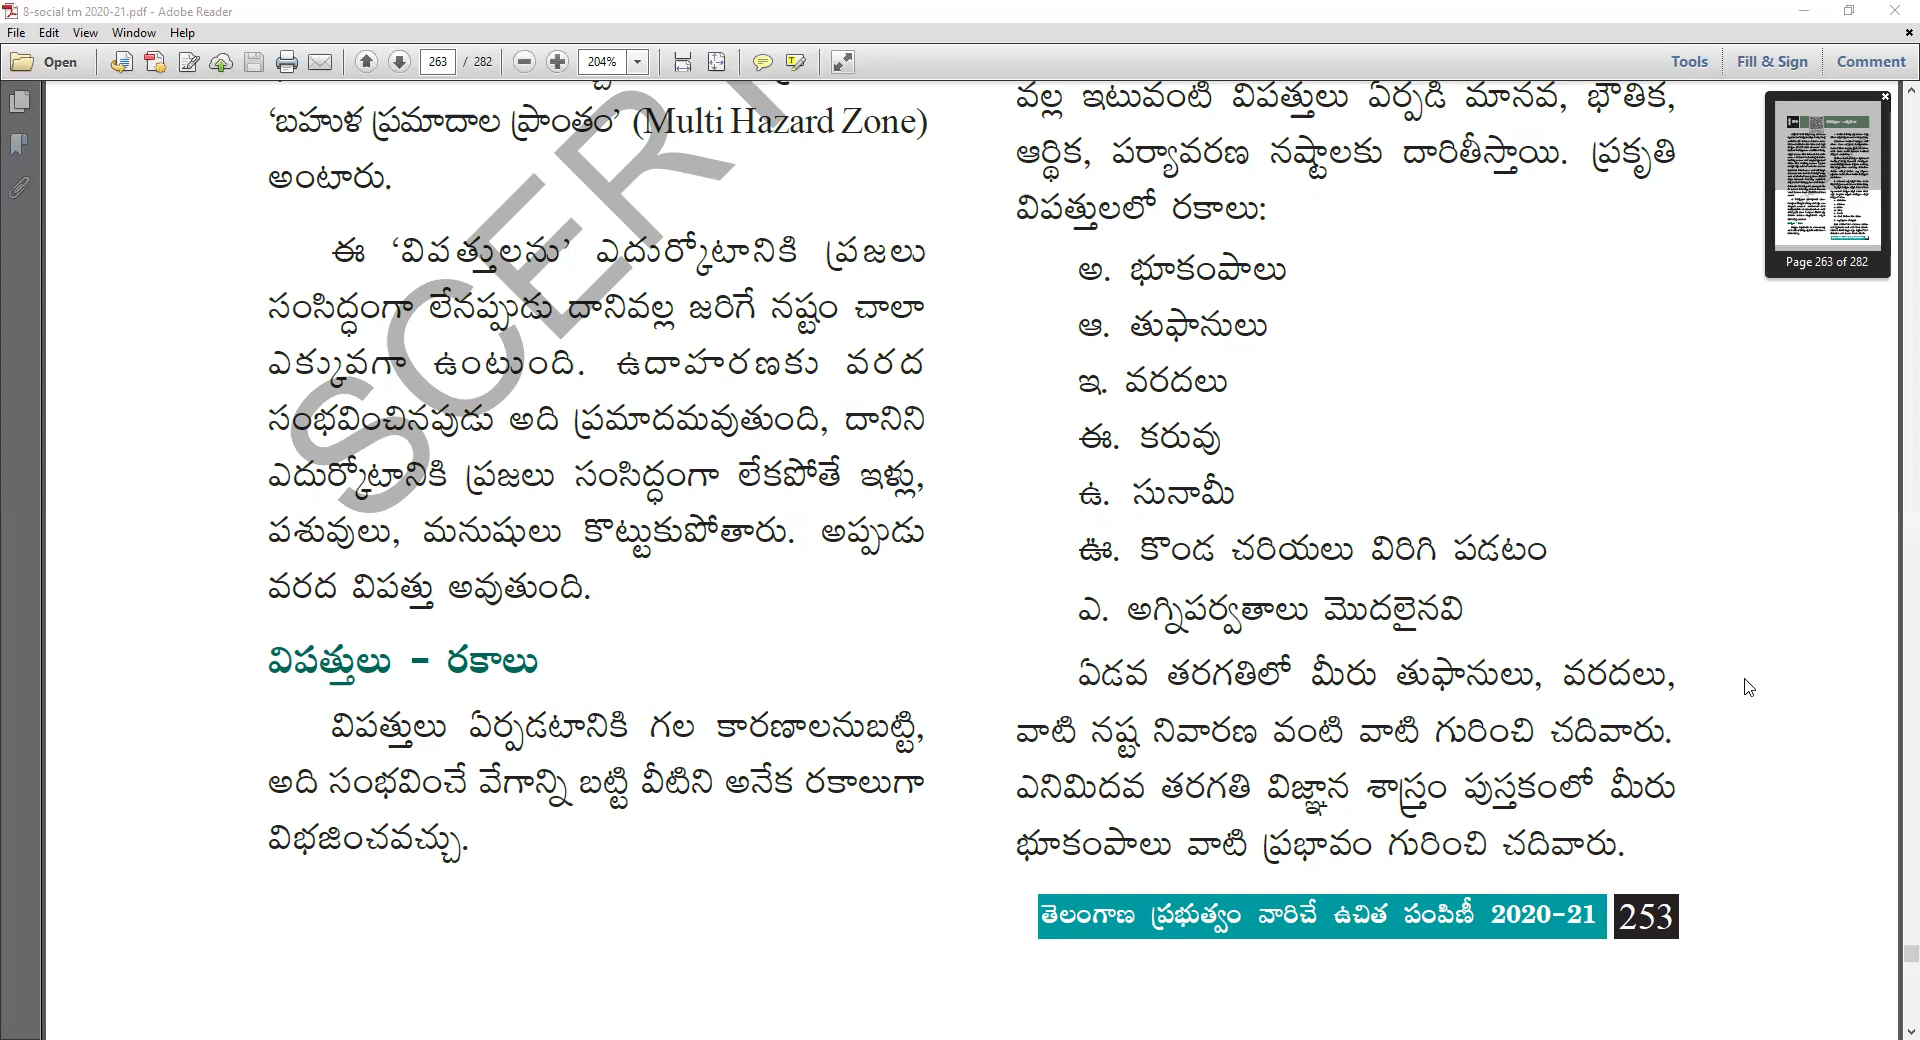 8-social tm 2020-21.pdf - Adobe Reader
File Edit View Window Help
Open 263 / 282 204% Tools Fill & Sign Comment
‘బహుళ ప్రమాదాల ప్రాంతం’ (Multi Hazard Zone)
అంటారు.
ఈ ‘విపత్తులను’ ఎదుర్కోటానికి ప్రజలు
సంసిద్ధంగా లేనప్పుడు దానివల్ల జరిగే నష్టం చాలా
ఎక్కువగా ఉంటుంది. ఉదాహరణకు వరద
సంభవించినపుడు అది ప్రమాదమవుతుంది, దానిని
ఎదుర్కోటానికి ప్రజలు సంసిద్ధంగా లేకపోతే ఇళ్లు,
పశువులు, మనుషులు కొట్టుకుపోతారు. అప్పుడు
వరద విపత్తు అవుతుంది.
విపత్తులు - రకాలు
విపత్తులు ఏర్పడటానికి గల కారణాలనుబట్టి,
అది సంభవించే వేగాన్ని బట్టి వీటిని అనేక రకాలుగా
విభజించవచ్చు.
వల్ల ఇటువంటి విపత్తులు ఏర్పడి మానవ, భౌతిక,
ఆర్థిక, పర్యావరణ నష్టాలకు దారితీస్తాయి. ప్రకృతి
విపత్తులలో రకాలు:
అ. భూకంపాలు
ఆ. తుఫానులు
ఇ. వరదలు
ఈ. కరువు
ఉ. సునామీ
ఊ. కొండ చరియలు విరిగి పడటం
ఎ. అగ్నిపర్వతాలు మొదలైనవి
ఏడవ తరగతిలో మీరు తుఫానులు, వరదలు,
వాటి నష్ట నివారణ వంటి వాటి గురించి చదివారు.
ఎనిమిదవ తరగతి విజ్ఞాన శాస్త్రం పుస్తకంలో మీరు
భూకంపాలు వాటి ప్రభావం గురించి చదివారు.
తెలంగాణ ప్రభుత్వం వారిచే ఉచిత పంపిణీ 2020-21 253
Page 263 of 282
SCER